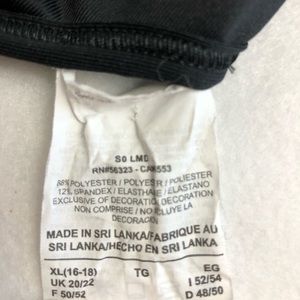 S0 LMD
RN#56323 - CA#553
88% POLYESTER / POLYESTER / POLIESTER
12% SPANDEX / ELASTHANE / ELASTANO
EXCLUSIVE OF DECORATION / DECORATION
NON COMPRISE / NO INCLUYE LA
DECORACIÓN
MADE IN SRI LANKA/FABRIQUE AU
SRI LANKA/HECHO EN SRI LANKA
XL(16-18) TG EG
UK 20/22 I 52/54
F 50/52 D 48/50